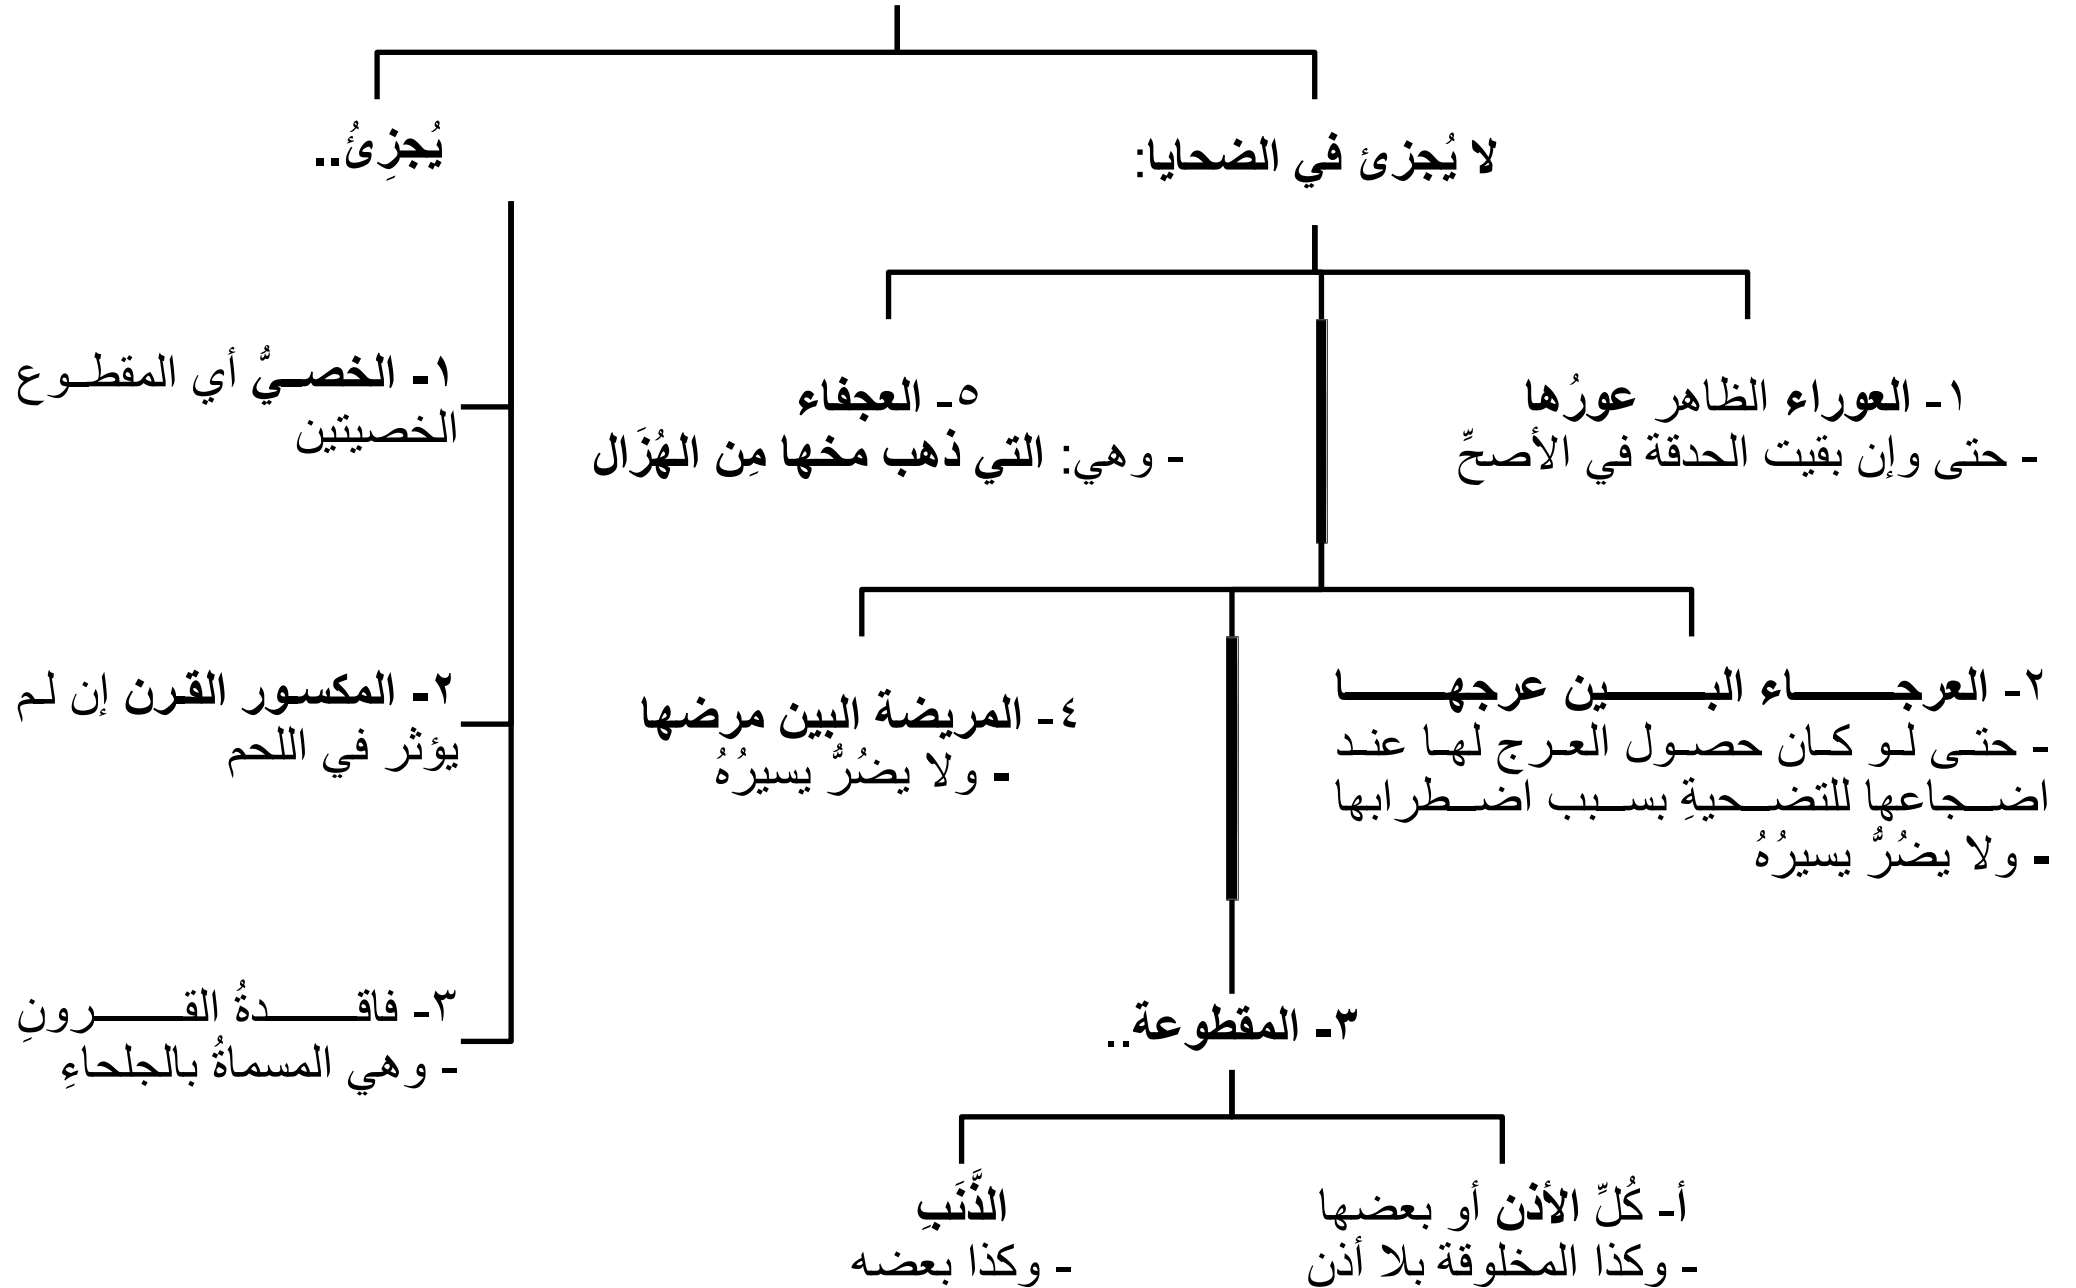 لا يُجزئ في الضحايا:
١- العوراء الظاهر عورُها
- حتى وإن بقيت الحدقة في الأصحِّ
٢- العرجاء البين عرجها
- حتى لو كان حصول العرج لها عند
اضجاعها للتضحيةِ بسبب اضطرابها
- ولا يضُرُّ يسيرُهُ
٣- المقطوعة..
أ- كُلِّ الأذن أو بعضها
- وكذا المخلوقة بلا أذن
الذَّنَبِ
- وكذا بعضه
٤- المريضة البين مرضها
- ولا يضُرُّ يسيرُهُ
٥- العجفاء
- وهي: التي ذهب مخها مِن الهُزَال
يُجزِئُ..
١- الخصيُّ أي المقطوع
الخصيتين
٢- المكسور القرن إن لم
يؤثر في اللحم
٣- فاقدةُ القرونِ
- وهي المسماةُ بالجلحاءِ